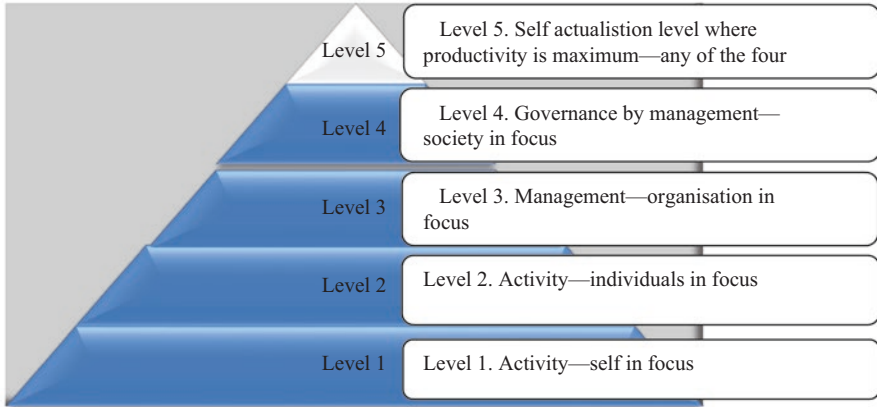 Level 5
Level 5. Self actualistion level where
productivity is maximum—any of the four
Level 4
Level 4. Governance by management—
society in focus
Level 3
Level 3. Management—organisation in
focus
Level 2
Level 2. Activity—individuals in focus
Level 1
Level 1. Activity—self in focus